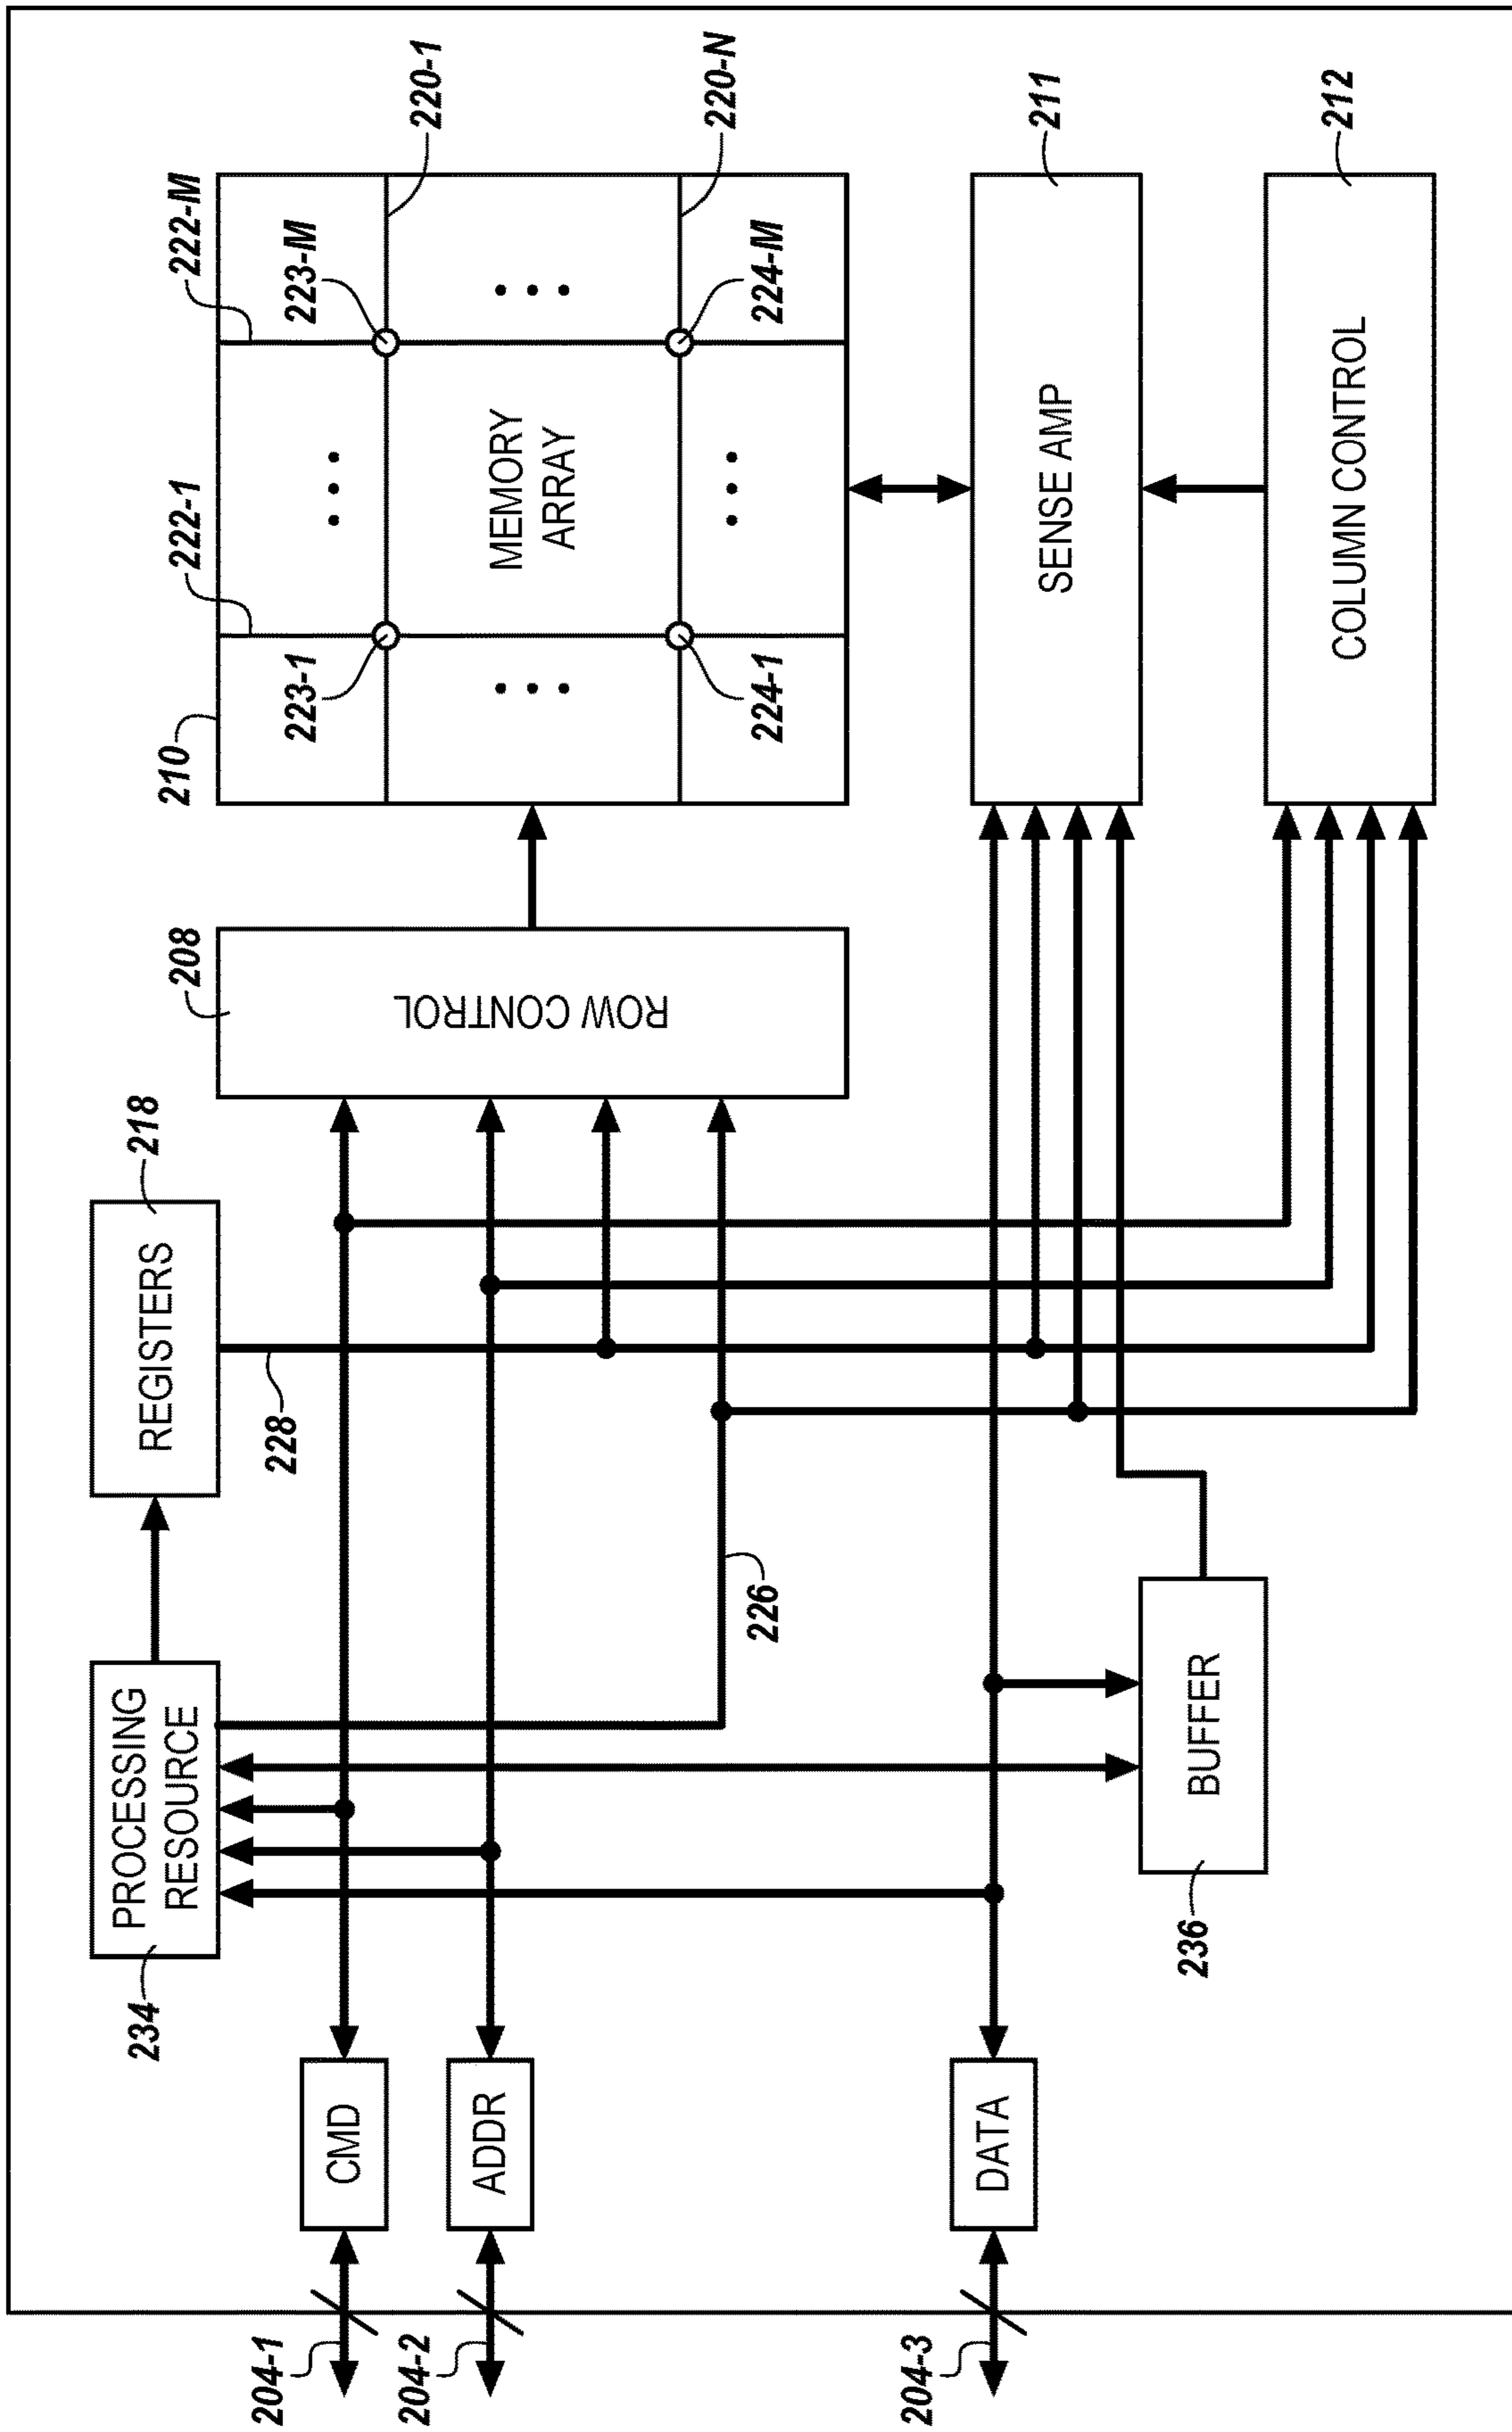 234
PROCESSING
RESOURCE
REGISTERS
218
208
ROW CONTROL
210
222-1
222-M
223-1
223-M
220-1
MEMORY
ARRAY
224-1
224-M
220-N
204-1
CMD
228
204-2
ADDR
226
204-3
DATA
SENSE AMP
211
236
BUFFER
COLUMN CONTROL
212